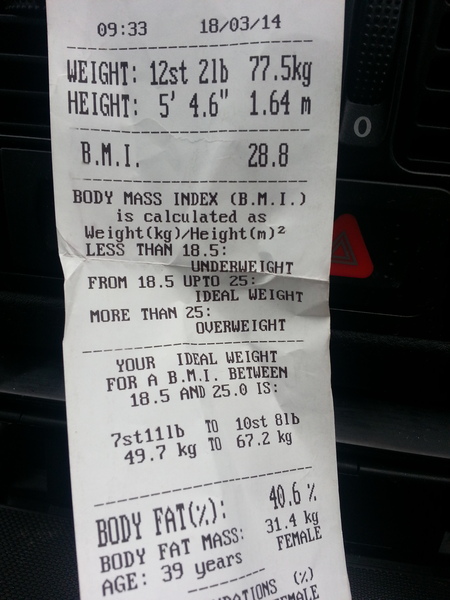 09:33 18/03/14
WEIGHT: 12st 2lb 77.5kg
HEIGHT: 5' 4.6" 1.64 m
B.M.I. 28.8
BODY MASS INDEX (B.M.I.)
is calculated as
Weight(kg)/Height(m)²
LESS THAN 18.5:
UNDERWEIGHT
FROM 18.5 UPTO 25:
IDEAL WEIGHT
MORE THAN 25:
OVERWEIGHT
YOUR IDEAL WEIGHT
FOR A B.M.I. BETWEEN
18.5 AND 25.0 IS:
7st11lb TO 10st 8lb
49.7 kg TO 67.2 kg
BODY FAT(%): 40.6 %
BODY FAT MASS: 31.4 kg
AGE: 39 years FEMALE
(%)
0